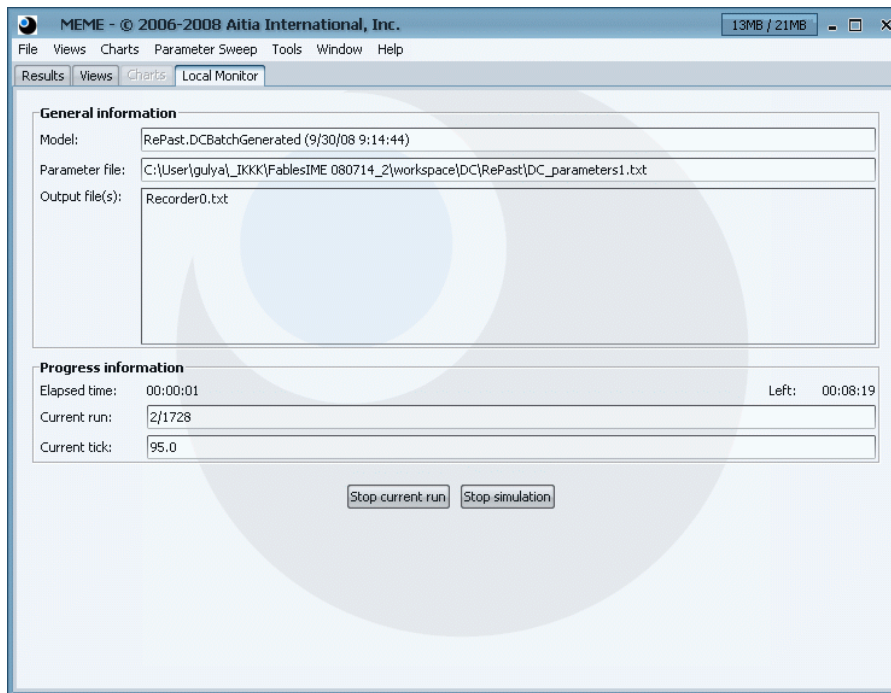 MEME - © 2006-2008 Aitia International, Inc. 13MB / 21MB
File Views Charts Parameter Sweep Tools Window Help
Results Views Charts Local Monitor
General information
Model: RePast.DCBatchGenerated (9/30/08 9:14:44)
Parameter file: C:\User\gulya\_IKKK\FablesIME 080714_2\workspace\DC\RePast\DC_parameters1.txt
Output file(s): Recorder0.txt
Progress information
Elapsed time: 00:00:01 Left: 00:08:19
Current run: 2/1728
Current tick: 95.0
Stop current run Stop simulation